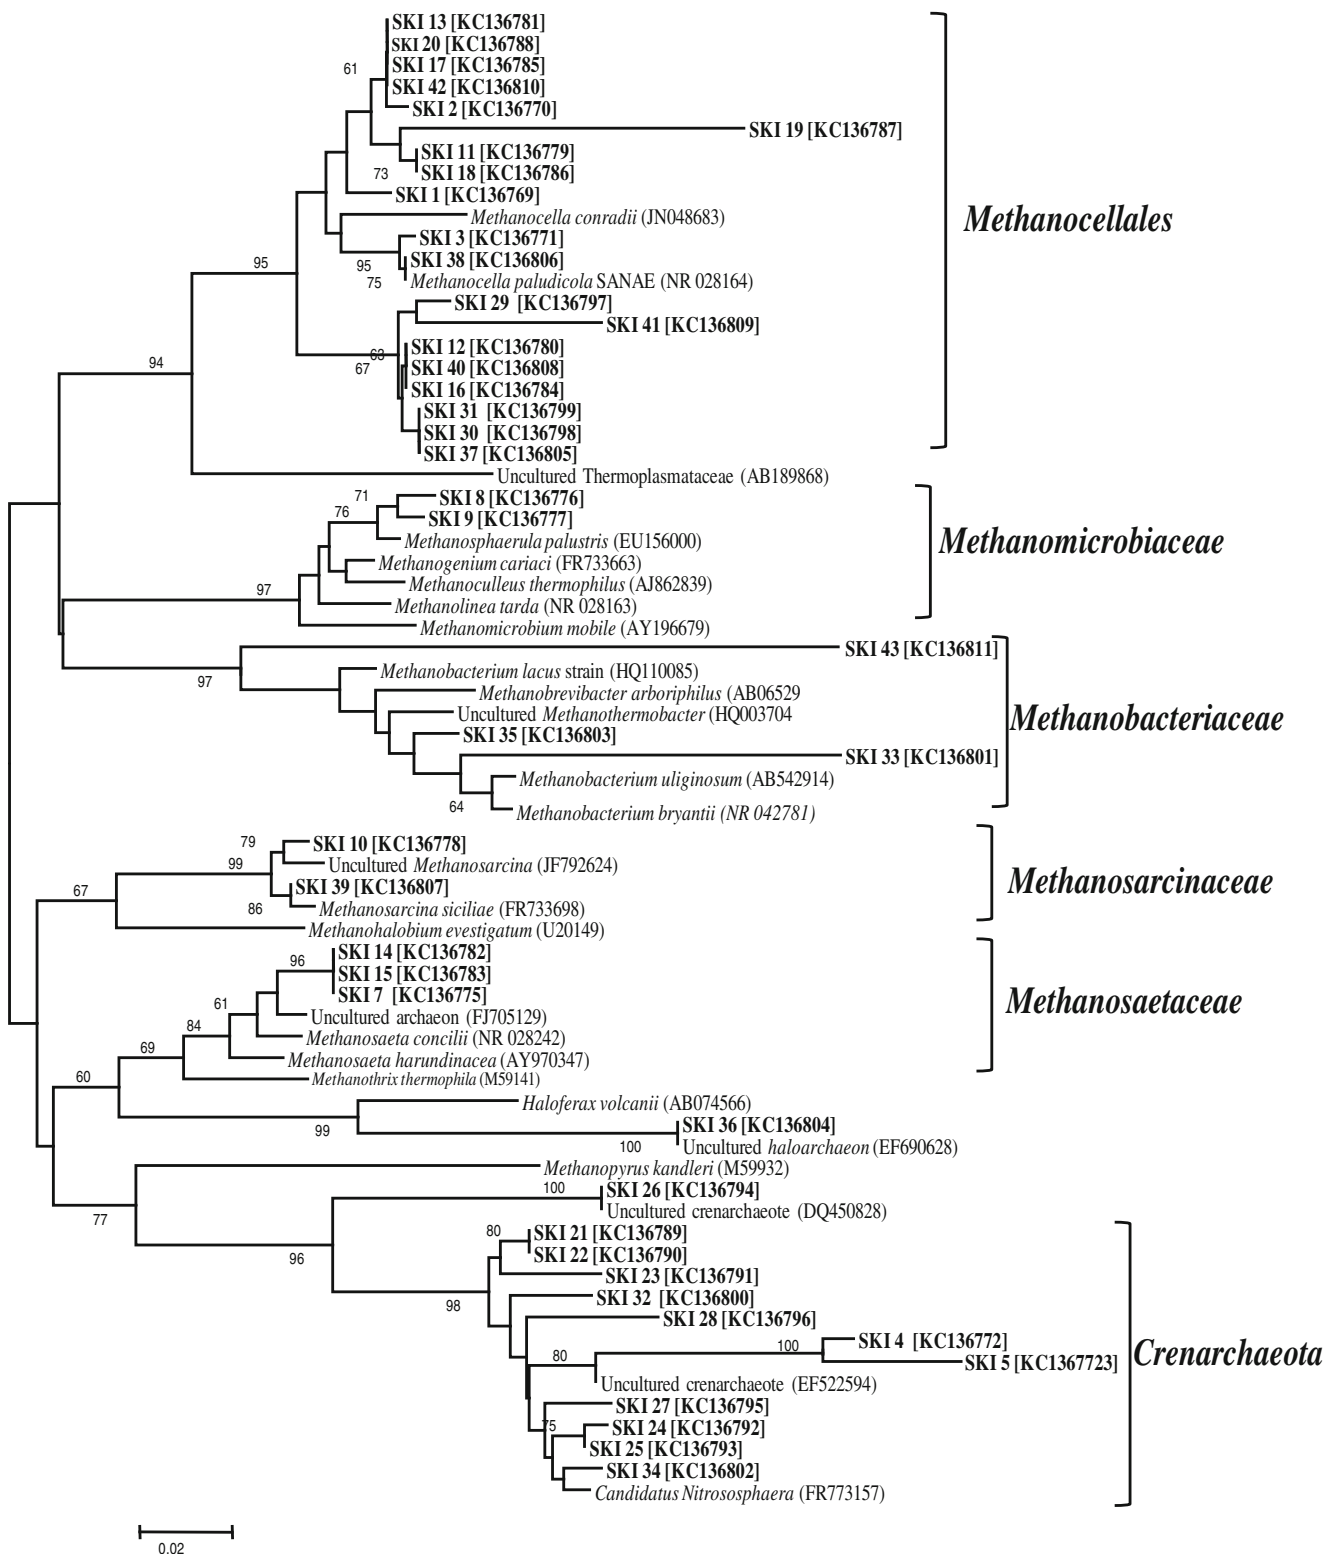 SKI 13 [KC136781]
SKI 20 [KC136788]
61
SKI 17 [KC136785]
SKI 42 [KC136810]
SKI 2 [KC136770]
SKI 19 [KC136787]
SKI 11 [KC136779]
73
SKI 18 [KC136786]
SKI 1 [KC136769]
Methanocella conradii (JN048683)
Methanocellales
SKI 3 [KC136771]
95
SKI 38 [KC136806]
95
75
Methanocella paludicola SANAE (NR 028164)
SKI 29 [KC136797]
SKI 41 [KC136809]
SKI 12 [KC136780]
63
67
94
SKI 40 [KC136808]
SKI 16 [KC136784]
SKI 31 [KC136799]
SKI 30 [KC136798]
SKI 37 [KC136805]
Uncultured Thermoplasmataceae (AB189868)
71
SKI 8 [KC136776]
76
SKI 9 [KC136777]
Methanosphaerula palustris (EU156000)
Methanomicrobiaceae
Methanogenium cariaci (FR733663)
97
Methanoculleus thermophilus (AJ862839)
Methanolinea tarda (NR 028163)
Methanomicrobium mobile (AY196679)
SKI 43 [KC136811]
97
Methanobacterium lacus strain (HQ110085)
Methanobrevibacter arboriphilus (AB06529
Uncultured Methanothermobacter (HQ003704
Methanobacteriaceae
SKI 35 [KC136803]
SKI 33 [KC136801]
Methanobacterium uliginosum (AB542914)
64
Methanobacterium bryantii (NR 042781)
79
SKI 10 [KC136778]
99
Uncultured Methanosarcina (JF792624)
67
SKI 39 [KC136807]
Methanosarcinaceae
86
Methanosarcina siciliae (FR733698)
Methanohalobium evestigatum (U20149)
SKI 14 [KC136782]
96
SKI 15 [KC136783]
SKI 7 [KC136775]
61
Methanosaetaceae
Uncultured archaeon (FJ705129)
84
Methanosaeta concilii (NR 028242)
69
Methanosaeta harundinacea (AY970347)
60
Methanothrix thermophila (M59141)
Haloferax volcanii (AB074566)
99
SKI 36 [KC136804]
100
Uncultured haloarchaeon (EF690628)
Methanopyrus kandleri (M59932)
100
SKI 26 [KC136794]
77
Uncultured crenarchaeote (DQ450828)
80
SKI 21 [KC136789]
96
SKI 22 [KC136790]
SKI 23 [KC136791]
98
SKI 32 [KC136800]
SKI 28 [KC136796]
100
SKI 4 [KC136772]
80
SKI 5 [KC1367723]
Crenarchaeota
Uncultured crenarchaeote (EF522594)
SKI 27 [KC136795]
75
SKI 24 [KC136792]
SKI 25 [KC136793]
SKI 34 [KC136802]
Candidatus Nitrososphaera (FR773157)
0.02